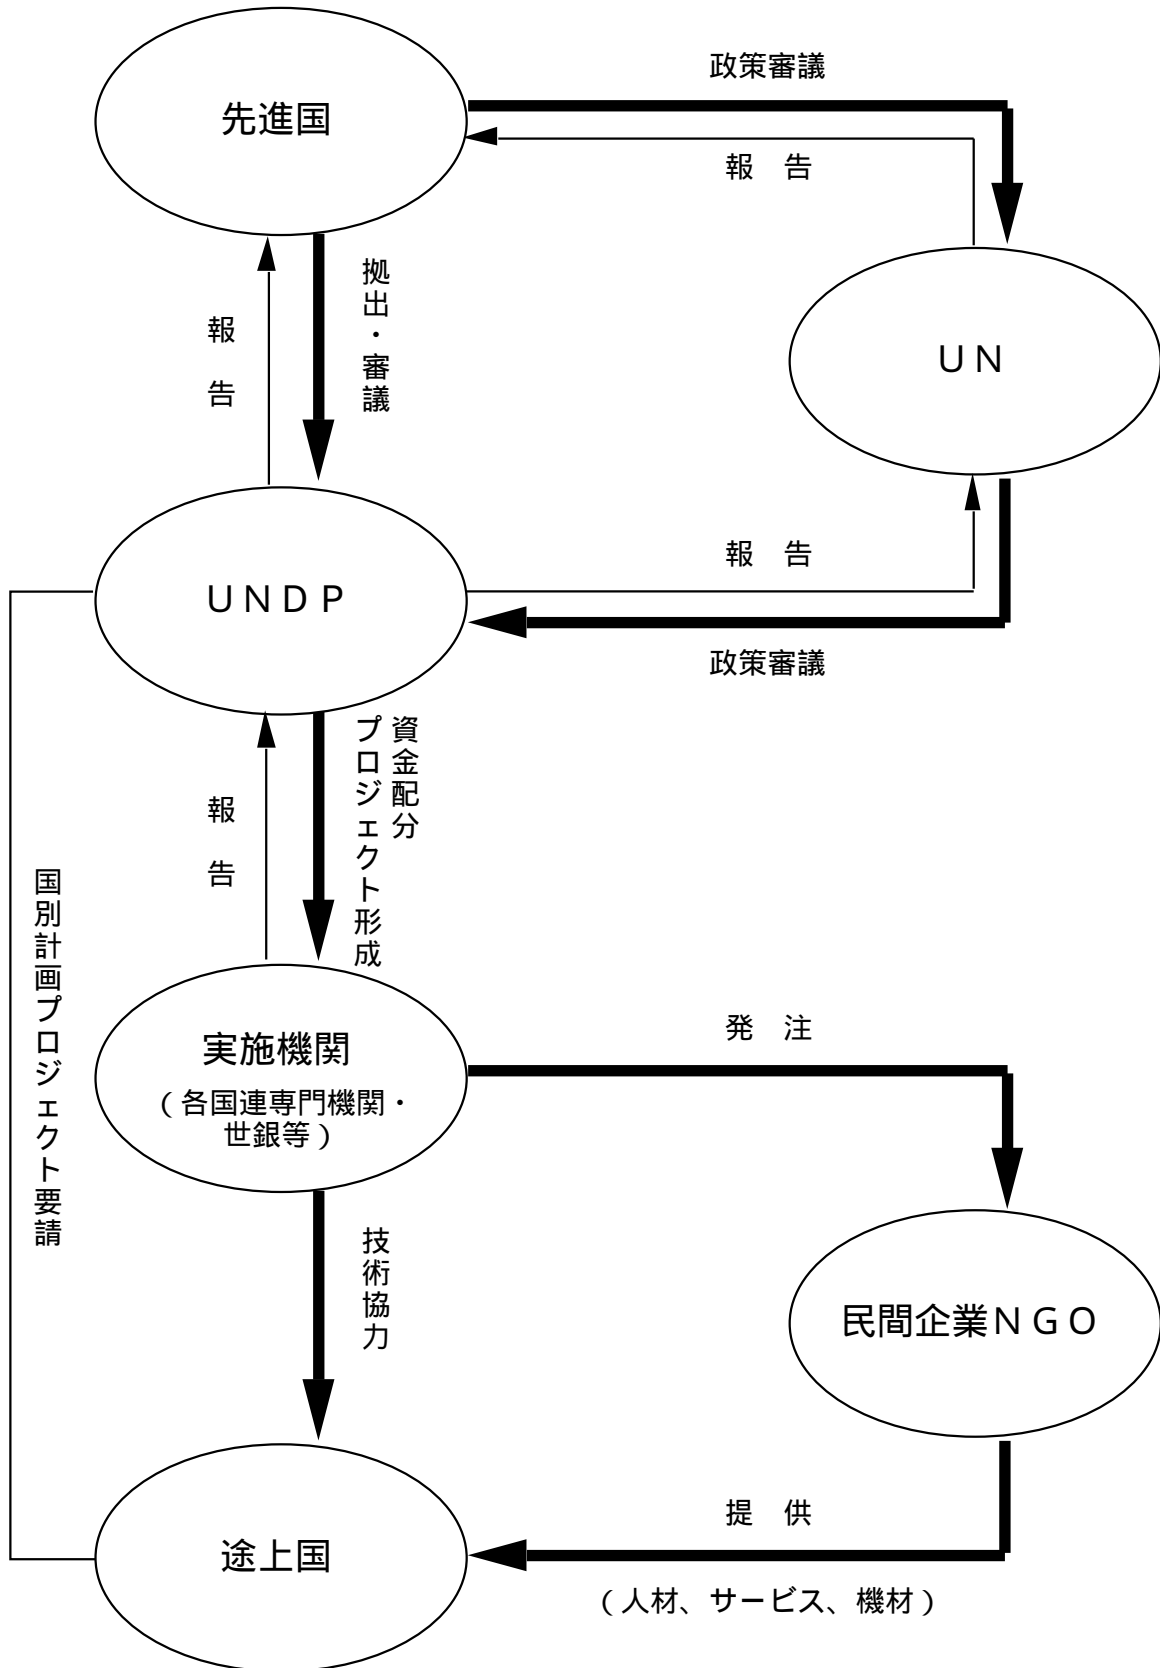 政策審議
先進国
報　告
拠出・審議
報　告
ＵＮ
報　告
ＵＮＤＰ
政策審議
資金配分
プロジェクト形成
報　告
国別計画プロジェクト要請
実施機関
（各国連専門機関・
世銀等）
発　注
技術協力
民間企業ＮＧＯ
提　供
途上国
（人材、サービス、機材）